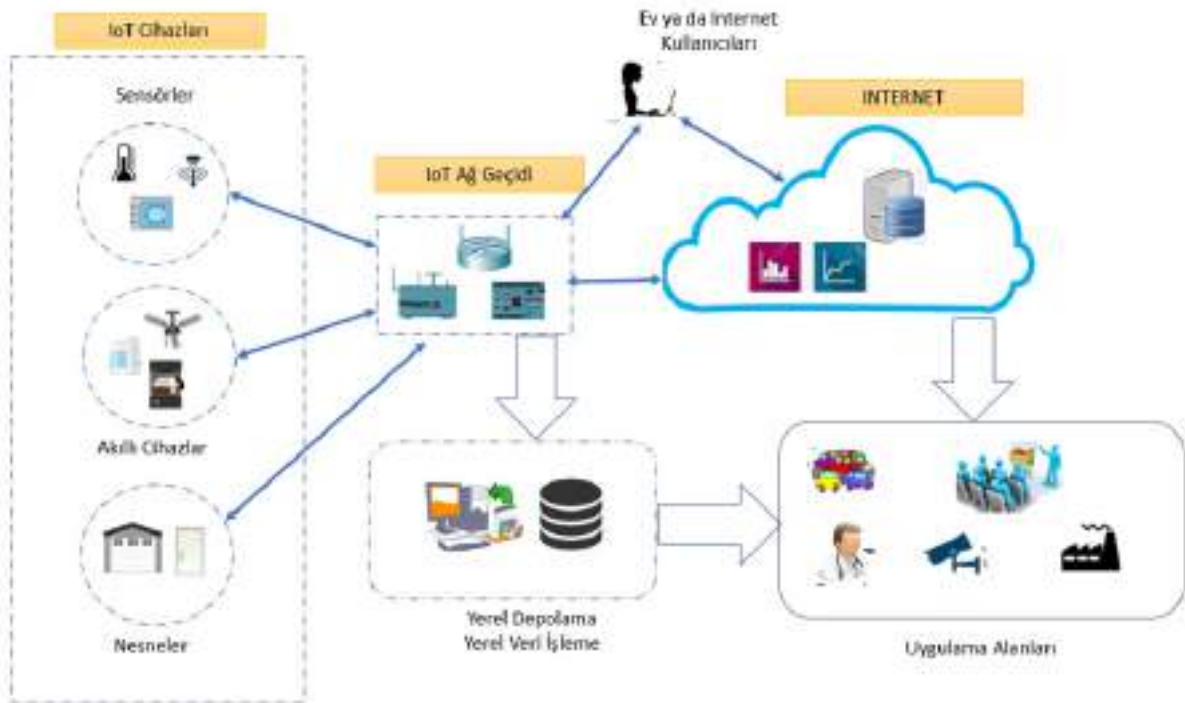 IoT Cihazları
Ev ya da Internet
Kullanıcıları
INTERNET
Sensörler
IoT Ağ Geçidi
Akıllı Cihazlar
Nesneler
Yerel Depolama
Yerel Veri İşleme
Uygulama Alanları